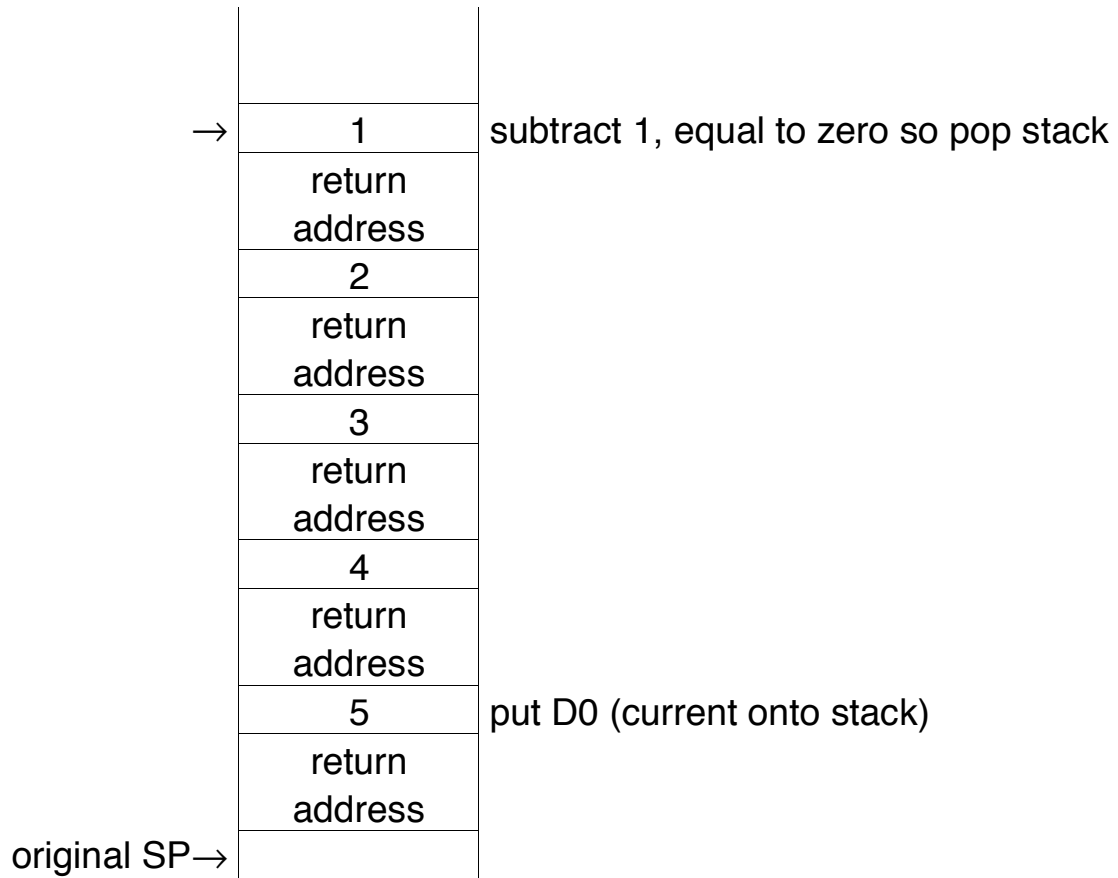 → 1 subtract 1, equal to zero so pop stack
return
address
2
return
address
3
return
address
4
return
address
5 put D0 (current onto stack)
return
address
original SP→